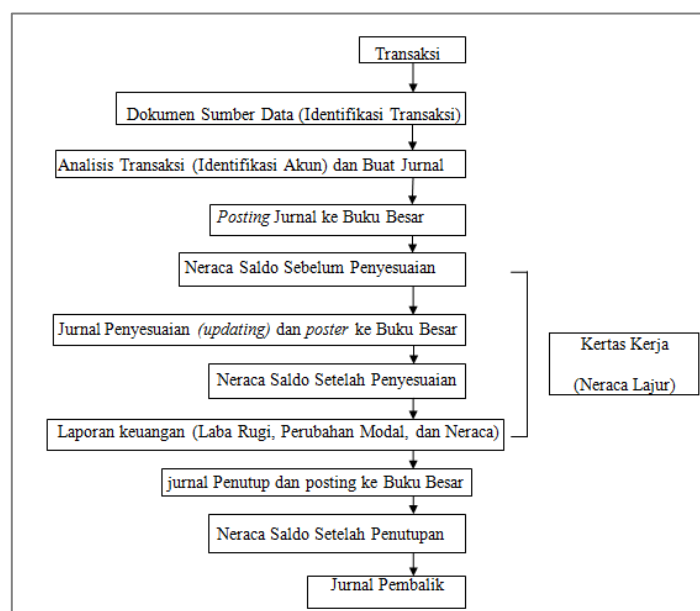 Transaksi
Dokumen Sumber Data (Identifikasi Transaksi)
Analisis Transaksi (Identifikasi Akun) dan Buat Jurnal
Posting Jurnal ke Buku Besar
Neraca Saldo Sebelum Penyesuaian
Jurnal Penyesuaian (updating) dan poster ke Buku Besar
Neraca Saldo Setelah Penyesuaian
Laporan keuangan (Laba Rugi, Perubahan Modal, dan Neraca)
jurnal Penutup dan posting ke Buku Besar
Neraca Saldo Setelah Penutupan
Jurnal Pembalik
Kertas Kerja
(Neraca Lajur)